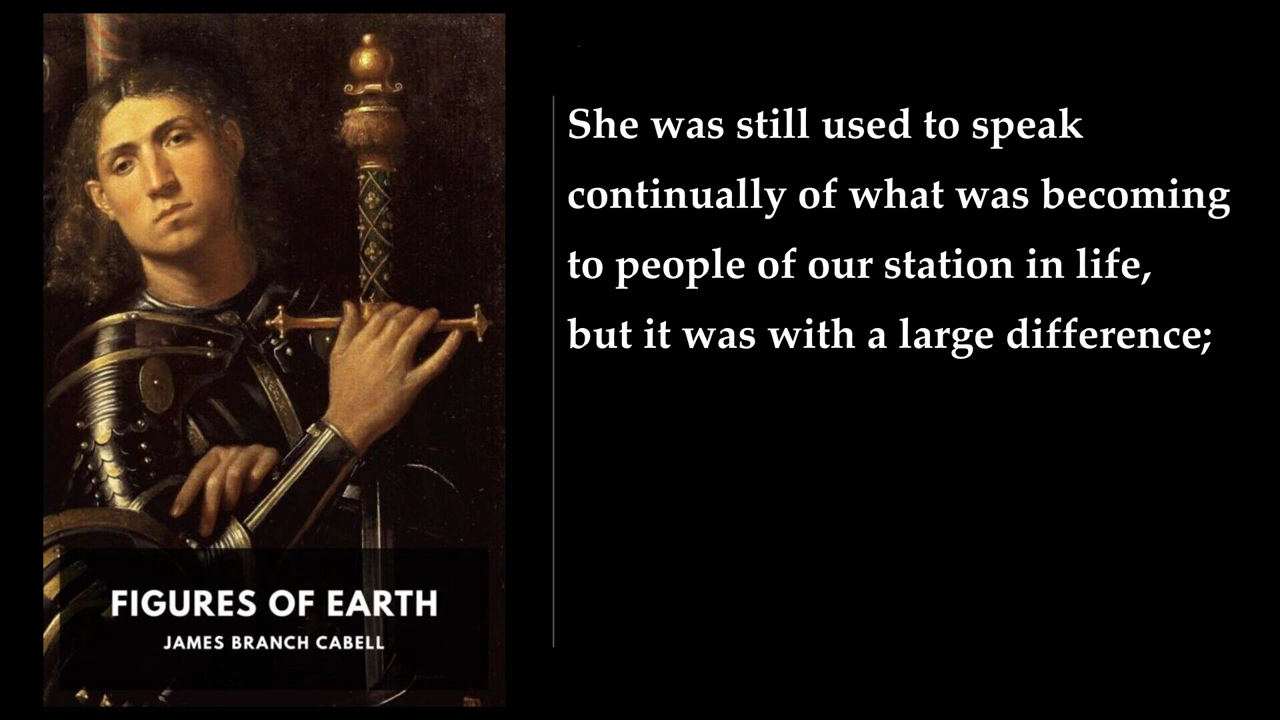 FIGURES OF EARTH
JAMES BRANCH CABELL
She was still used to speak
continually of what was becoming
to people of our station in life,
but it was with a large difference;